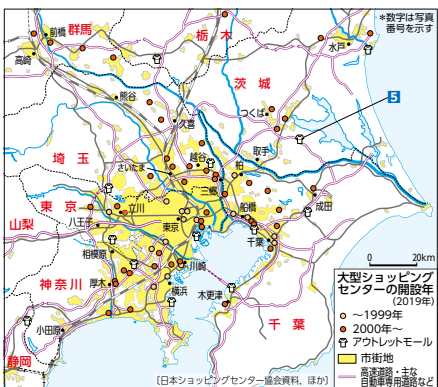 *数字は写真
番号を示す
群馬
栃木
前橋
高崎
水戸
茨城
熊谷
つくば
久喜
5
埼玉
越谷
取手
柏
さいたま
三郷
東京
立川
船橋
成田
山梨
八王子
東京
千葉
相模原
川崎
神奈川
厚木
横浜
木更津
小田原
千葉
静岡
0 20km
大型ショッピング
センターの開設年
(2019年)
~1999年
2000年~
アウトレットモール
市街地
高速道路・主な
自動車専用道路など
[日本ショッピングセンター協会資料、ほか]